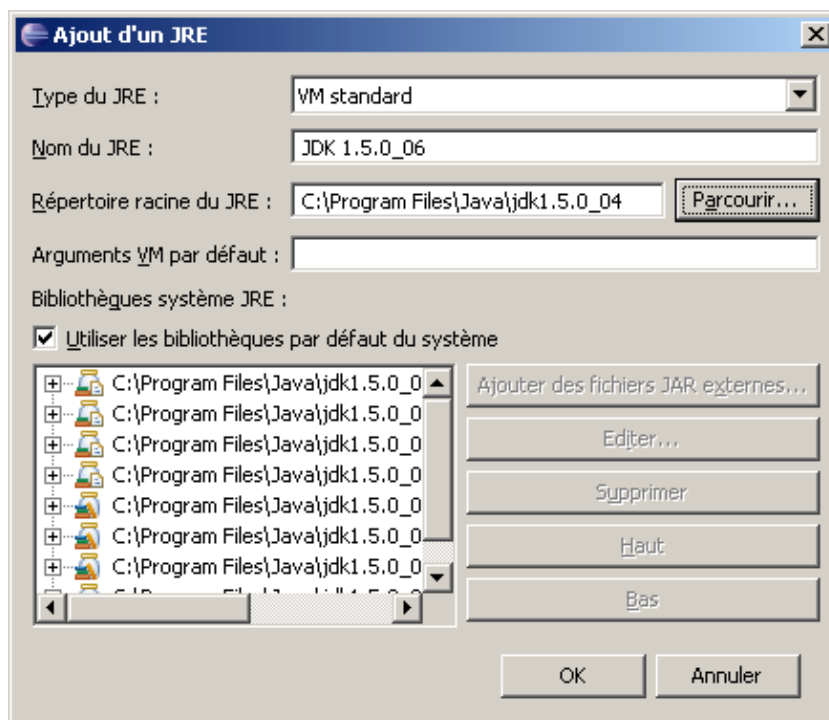 Ajout d'un JRE
Type du JRE : VM standard
Nom du JRE : JDK 1.5.0_06
Répertoire racine du JRE : C:\Program Files\Java\jdk1.5.0_04 Parcourir...
Arguments VM par défaut :
Bibliothèques système JRE :
Utiliser les bibliothèques par défaut du système
C:\Program Files\Java\jdk1.5.0_0
C:\Program Files\Java\jdk1.5.0_0
C:\Program Files\Java\jdk1.5.0_0
C:\Program Files\Java\jdk1.5.0_0
C:\Program Files\Java\jdk1.5.0_0
C:\Program Files\Java\jdk1.5.0_0
C:\Program Files\Java\jdk1.5.0_0
Ajouter des fichiers JAR externes...
Editer...
Supprimer
Haut
Bas
OK
Annuler